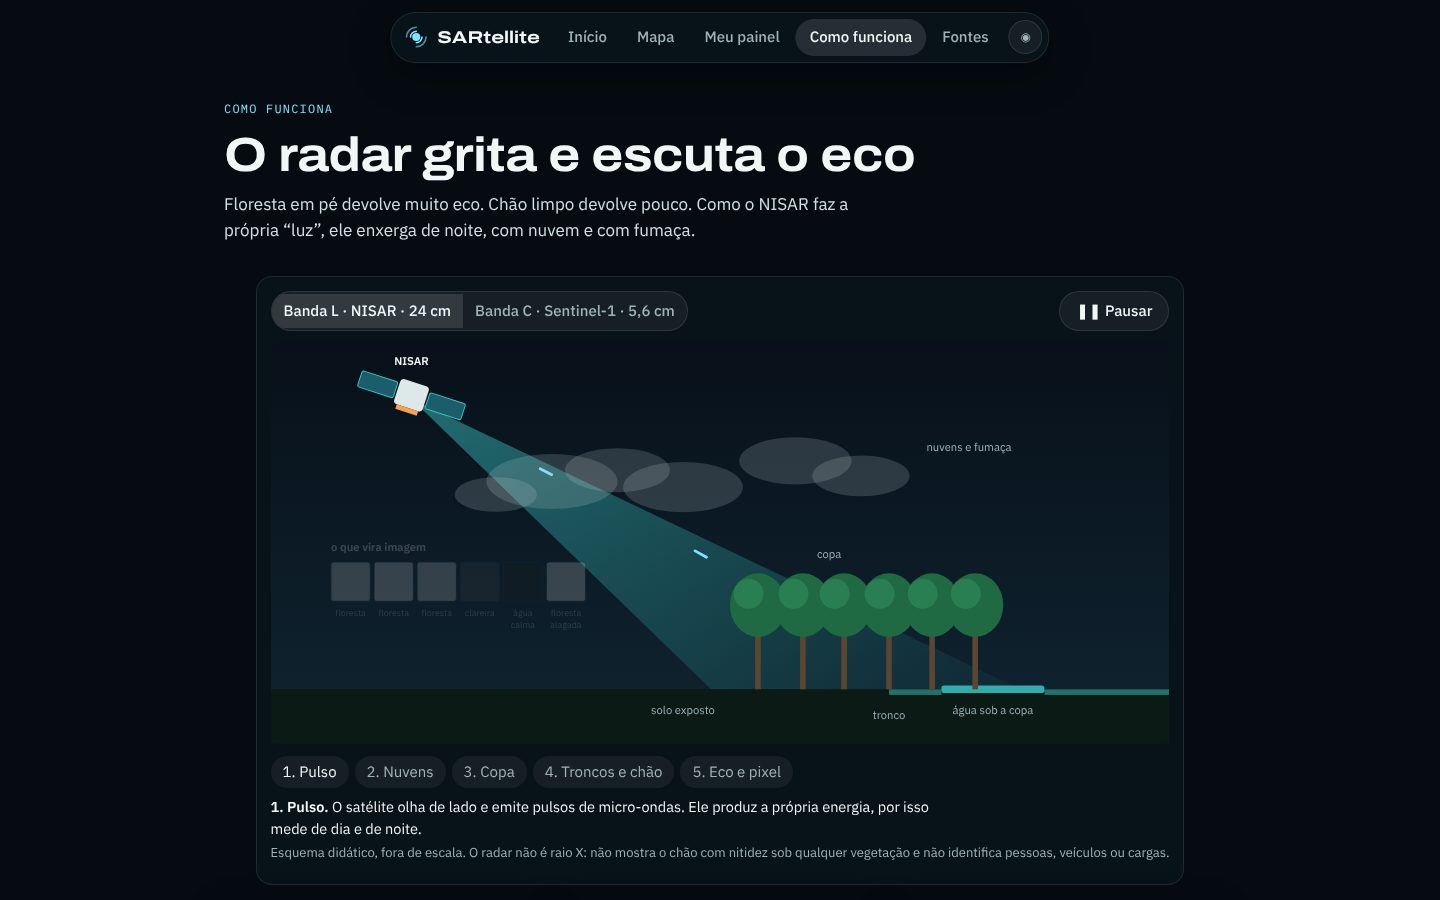 SARtellite Início Mapa Meu painel Como funciona Fontes
COMO FUNCIONA
O radar grita e escuta o eco
Floresta em pé devolve muito eco. Chão limpo devolve pouco. Como o NISAR faz a
própria “luz”, ele enxerga de noite, com nuvem e com fumaça.
Banda L · NISAR · 24 cm Banda C · Sentinel-1 · 5,6 cm Pausar
NISAR
nuvens e fumaça
o que vira imagem
copa
floresta floresta floresta clareira água calma floresta alagada
solo exposto
tronco
água sob a copa
1. Pulso 2. Nuvens 3. Copa 4. Troncos e chão 5. Eco e pixel
1. Pulso. O satélite olha de lado e emite pulsos de micro-ondas. Ele produz a própria energia, por isso
mede de dia e de noite.
Esquema didático, fora de escala. O radar não é raio X: não mostra o chão com nitidez sob qualquer vegetação e não identifica pessoas, veículos ou cargas.